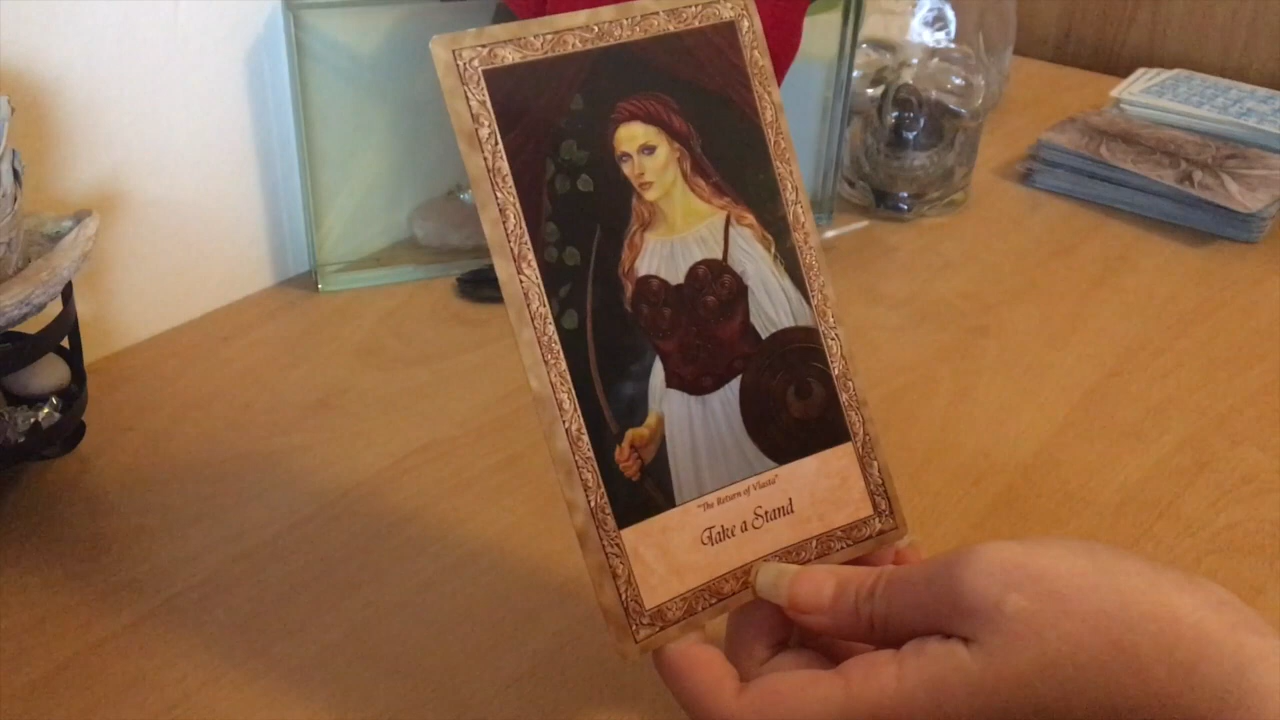 "The Return of Vlasta"
Take a Stand